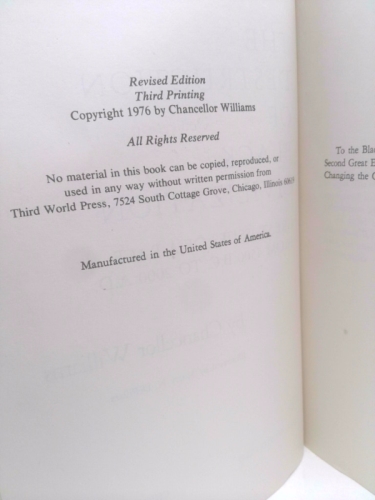 Revised Edition
Third Printing
Copyright 1976 by Chancellor Williams
All Rights Reserved
No material in this book can be copied, reproduced, or
used in any way without written permission from
Third World Press, 7524 South Cottage Grove, Chicago, Illinois
Manufactured in the United States of America.
To the
Second Great
Changing the